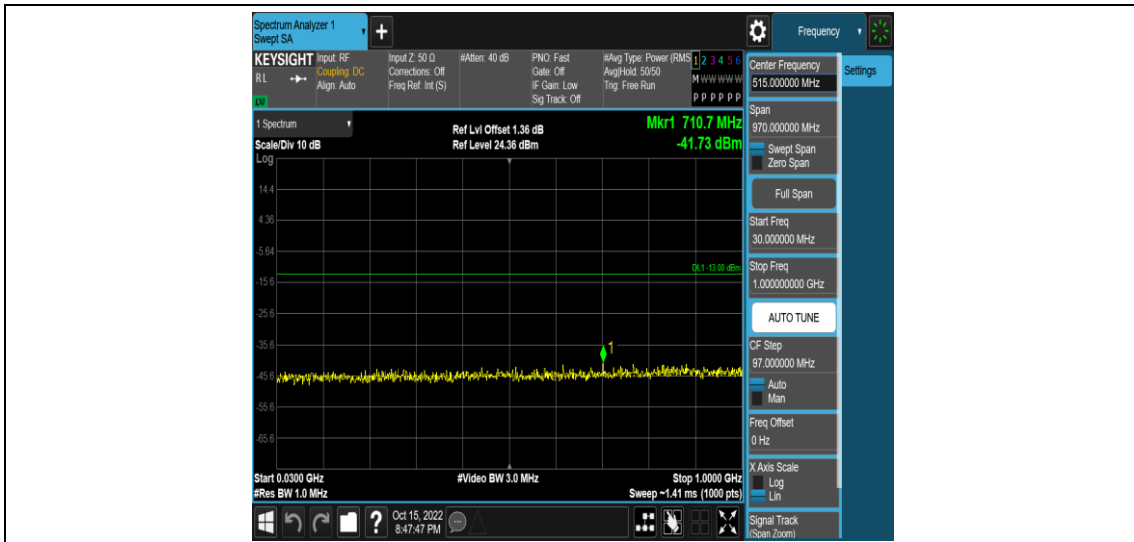 Spectrum Analyzer 1
Swept SA
+
Frequency
KEYSIGHT
RL
LXI
Input: RF
Coupling: DC
Align: Auto
Input Z: 50 Ω
Corrections: Off
Freq Ref: Int (S)
#Atten: 40 dB
PNO: Fast
Gate: Off
IF Gain: Low
Sig Track: Off
#Avg Type: Power (RMS
Avg|Hold: 50/50
Trig: Free Run
1 2 3 4 5 6
M W W W W W
P P P P P P
1 Spectrum
Scale/Div 10 dB
Log
Ref Lvl Offset 1.36 dB
Ref Level 24.36 dBm
Mkr1 710.7 MHz
-41.73 dBm
14.4
4.36
-5.64
DL1 -13.00 dBm
-15.6
-25.6
-35.6
1
-45.6
-55.6
-65.6
Start 0.0300 GHz
#Res BW 1.0 MHz
#Video BW 3.0 MHz
Stop 1.0000 GHz
Sweep ~1.41 ms (1000 pts)
?
Oct 15, 2022
8:47:47 PM
Center Frequency
515.000000 MHz
Settings
Span
970.000000 MHz
Swept Span
Zero Span
Full Span
Start Freq
30.000000 MHz
Stop Freq
1.000000000 GHz
AUTO TUNE
CF Step
97.000000 MHz
Auto
Man
Freq Offset
0 Hz
X Axis Scale
Log
Lin
Signal Track
(Span Zoom)